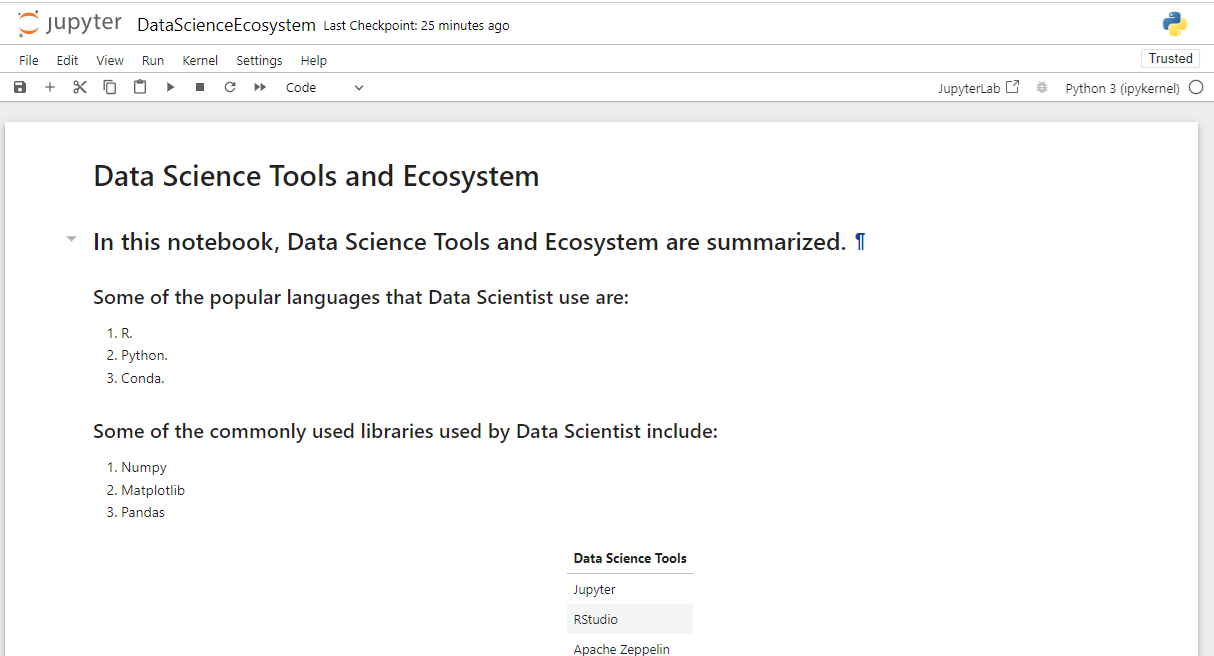 jupyter DataScienceEcosystem Last Checkpoint: 25 minutes ago
File Edit View Run Kernel Settings Help Trusted
Code JupyterLab Python 3 (ipykernel)
Data Science Tools and Ecosystem
In this notebook, Data Science Tools and Ecosystem are summarized. ¶
Some of the popular languages that Data Scientist use are:
1. R.
2. Python.
3. Conda.
Some of the commonly used libraries used by Data Scientist include:
1. Numpy
2. Matplotlib
3. Pandas
Data Science Tools
Jupyter
RStudio
Apache Zeppelin